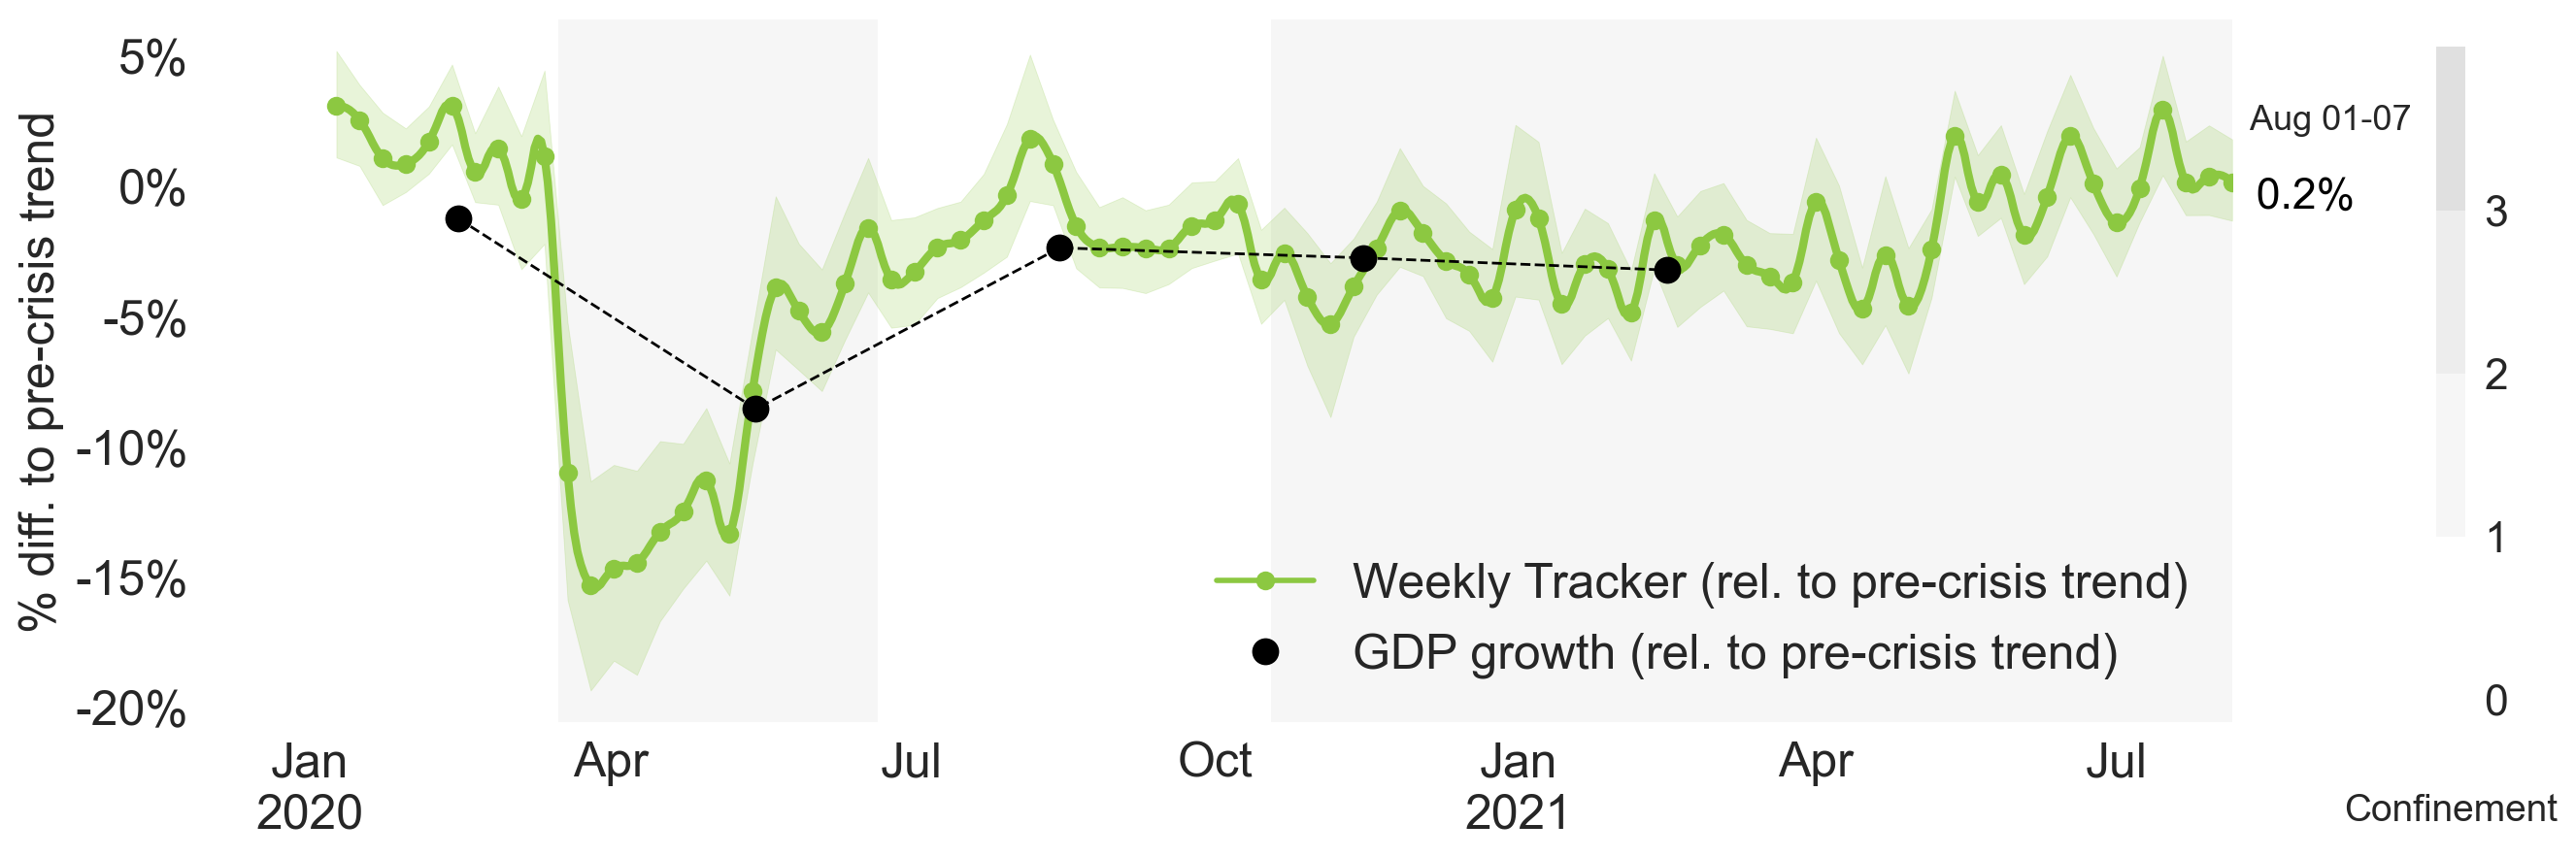 % diff. to pre-crisis trend
5%
0%
-5%
-10%
-15%
-20%
Jan
2020
Apr
Jul
Oct
Jan
2021
Apr
Jul
Weekly Tracker (rel. to pre-crisis trend)
GDP growth (rel. to pre-crisis trend)
Aug 01-07
0.2%
3
2
1
0
Confinement